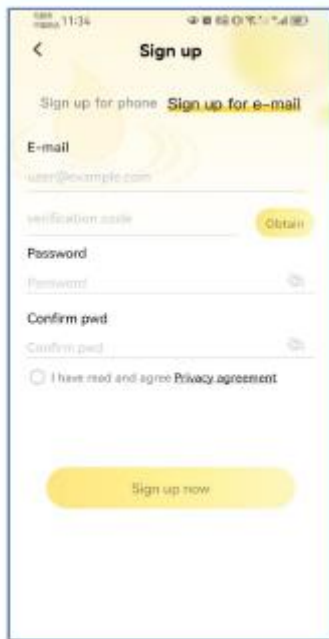 11:34
Sign up
Sign up for phone Sign up for e-mail
E-mail
user@example.com
verification code Obtain
Password
Password
Confirm pwd
Confirm pwd
I have read and agree Privacy agreement
Sign up now